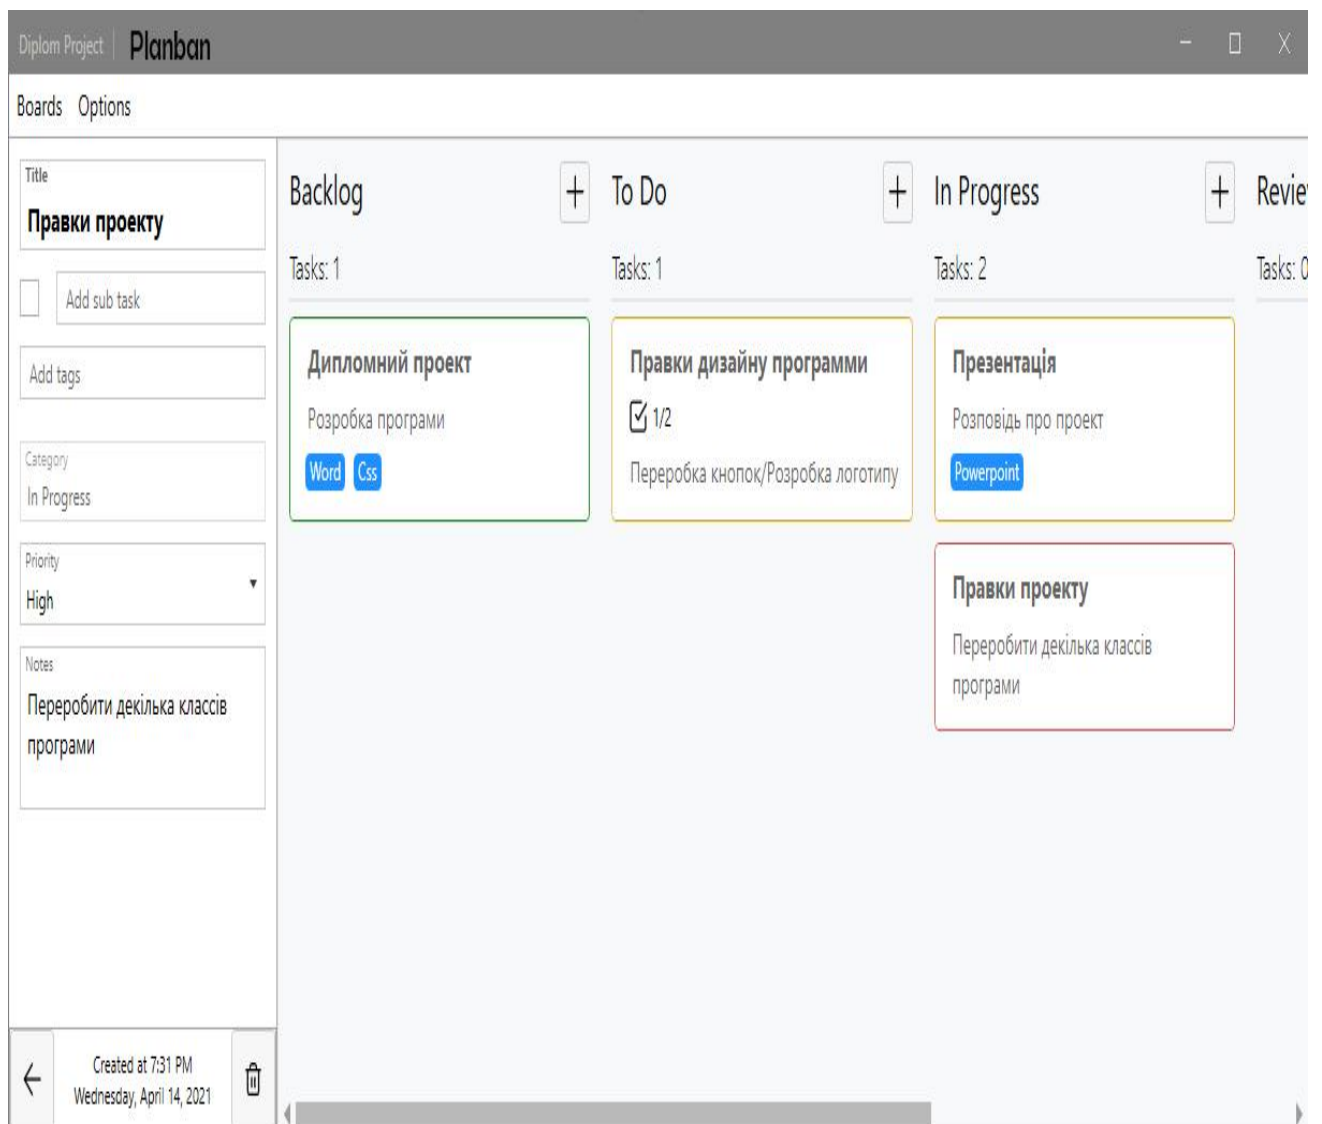 Diplom Project Planban
Boards Options
Title
Правки проекту
Add sub task
Add tags
Category
In Progress
Priority
High
Notes
Переробити декілька классів
програми
Created at 7:31 PM
Wednesday, April 14, 2021
Backlog
Tasks: 1
Дипломний проект
Розробка програми
Word Css
To Do
Tasks: 1
Правки дизайну программи
1/2
Переробка кнопок/Розробка логотипу
In Progress
Tasks: 2
Презентація
Розповідь про проект
Powerpoint
Правки проекту
Переробити декілька классів
програми
Revie
Tasks: 0